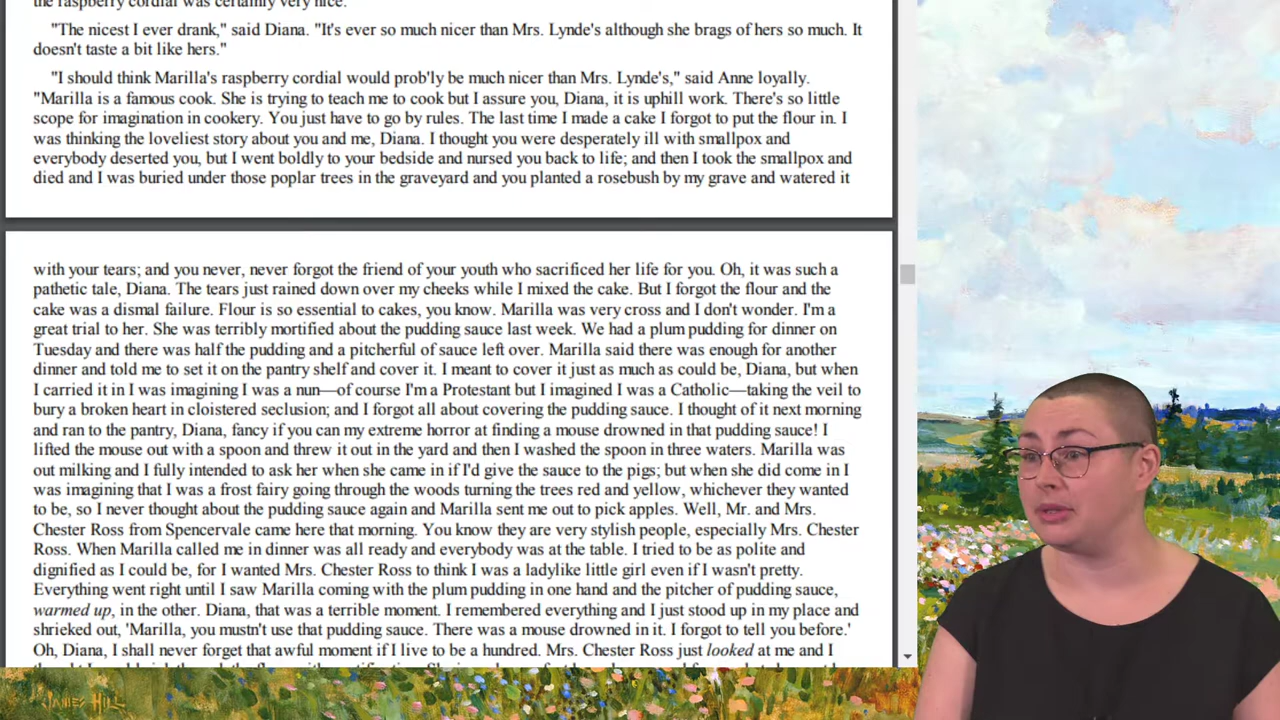 the raspberry cordial was certainly very nice.
"The nicest I ever drank," said Diana. "It's ever so much nicer than Mrs. Lynde's although she brags of hers so much. It
doesn't taste a bit like hers."
"I should think Marilla's raspberry cordial would prob'ly be much nicer than Mrs. Lynde's," said Anne loyally.
"Marilla is a famous cook. She is trying to teach me to cook but I assure you, Diana, it is uphill work. There's so little
scope for imagination in cookery. You just have to go by rules. The last time I made a cake I forgot to put the flour in. I
was thinking the loveliest story about you and me, Diana. I thought you were desperately ill with smallpox and
everybody deserted you, but I went boldly to your bedside and nursed you back to life; and then I took the smallpox and
died and I was buried under those poplar trees in the graveyard and you planted a rosebush by my grave and watered it
with your tears; and you never, never forgot the friend of your youth who sacrificed her life for you. Oh, it was such a
pathetic tale, Diana. The tears just rained down over my cheeks while I mixed the cake. But I forgot the flour and the
cake was a dismal failure. Flour is so essential to cakes, you know. Marilla was very cross and I don't wonder. I'm a
great trial to her. She was terribly mortified about the pudding sauce last week. We had a plum pudding for dinner on
Tuesday and there was half the pudding and a pitcherful of sauce left over. Marilla said there was enough for another
dinner and told me to set it on the pantry shelf and cover it. I meant to cover it just as much as could be, Diana, but when
I carried it in I was imagining I was a nun—of course I'm a Protestant but I imagined I was a Catholic—taking the veil to
bury a broken heart in cloistered seclusion; and I forgot all about covering the pudding sauce. I thought of it next morning
and ran to the pantry, Diana, fancy if you can my extreme horror at finding a mouse drowned in that pudding sauce! I
lifted the mouse out with a spoon and threw it out in the yard and then I washed the spoon in three waters. Marilla was
out milking and I fully intended to ask her when she came in if I'd give the sauce to the pigs; but when she did come in I
was imagining that I was a frost fairy going through the woods turning the trees red and yellow, whichever they wanted
to be, so I never thought about the pudding sauce again and Marilla sent me out to pick apples. Well, Mr. and Mrs.
Chester Ross from Spencervale came here that morning. You know they are very stylish people, especially Mrs. Chester
Ross. When Marilla called me in dinner was all ready and everybody was at the table. I tried to be as polite and
dignified as I could be, for I wanted Mrs. Chester Ross to think I was a ladylike little girl even if I wasn't pretty.
Everything went right until I saw Marilla coming with the plum pudding in one hand and the pitcher of pudding sauce,
warmed up, in the other. Diana, that was a terrible moment. I remembered everything and I just stood up in my place and
shrieked out, 'Marilla, you mustn't use that pudding sauce. There was a mouse drowned in it. I forgot to tell you before.'
Oh, Diana, I shall never forget that awful moment if I live to be a hundred. Mrs. Chester Ross just looked at me and I
JAMES HILL